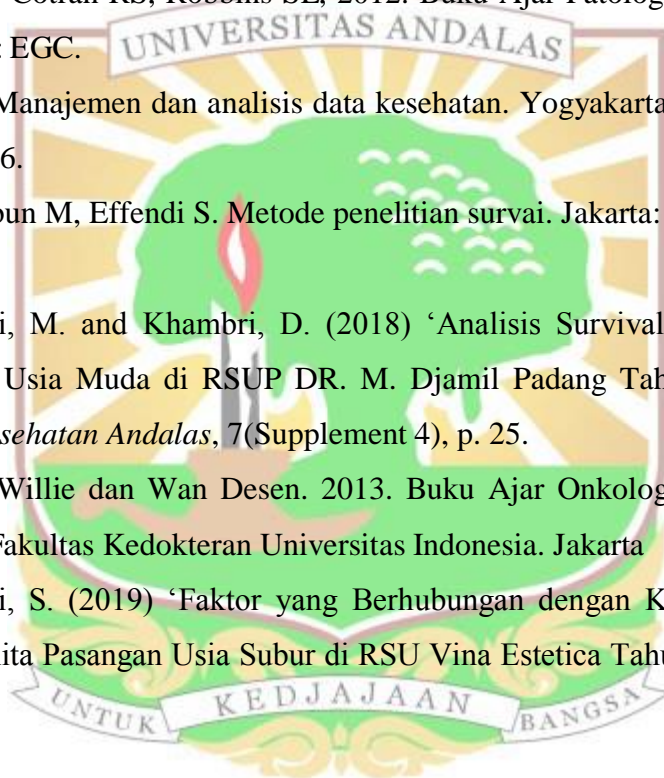 Cotran RS, Robbins SL, 2012. Buku Ajar Patolog
: EGC.
UNIVERSITAS ANDALAS
Manajemen dan analisis data kesehatan. Yogyakarta
6.
bun M, Effendi S. Metode penelitian survai. Jakarta:
i, M. and Khambri, D. (2018) ‘Analisis Survival
Usia Muda di RSUP DR. M. Djamil Padang Tah
sehatan Andalas, 7(Supplement 4), p. 25.
Willie dan Wan Desen. 2013. Buku Ajar Onkolog
Fakultas Kedokteran Universitas Indonesia. Jakarta
i, S. (2019) ‘Faktor yang Berhubungan dengan K
ita Pasangan Usia Subur di RSU Vina Estetica Tahu
UNTUK KEDJAJAAN BANGSA